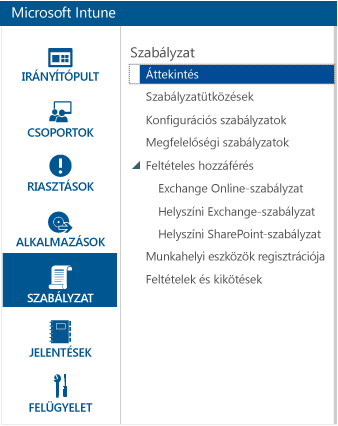 Microsoft Intune
IRÁNYÍTÓPULT
CSOPORTOK
RIASZTÁSOK
ALKALMAZÁSOK
SZABÁLYZAT
JELENTÉSEK
FELÜGYELET
Szabályzat
Áttekintés
Szabályzatütközések
Konfigurációs szabályzatok
Megfelelőségi szabályzatok
Feltételes hozzáférés
Exchange Online-szabályzat
Helyszíni Exchange-szabályzat
Helyszíni SharePoint-szabályzat
Munkahelyi eszközök regisztrációja
Feltételek és kikötések